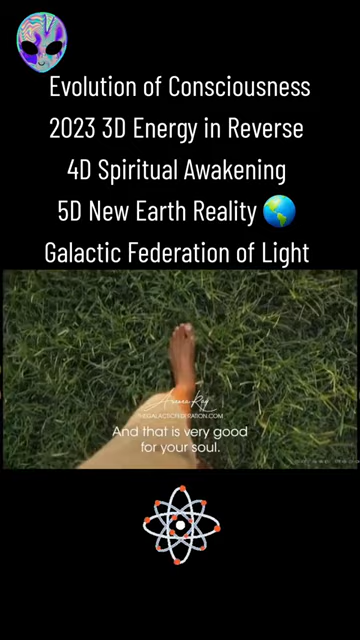 Evolution of Consciousness
2023 3D Energy in Reverse
4D Spiritual Awakening
5D New Earth Reality 🌎
Galactic Federation of Light
THEGALACTICFEDERATION.COM
And that is very good
for your soul.